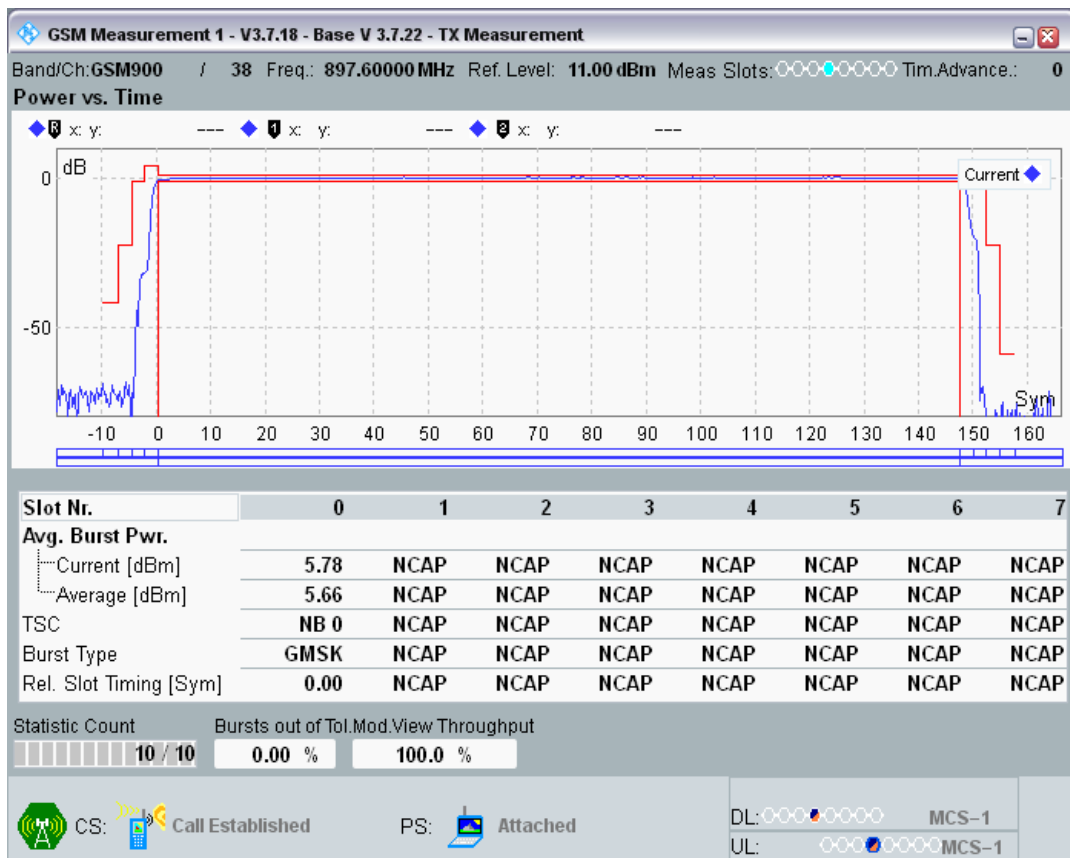 GSM Measurement 1 - V3.7.18 - Base V 3.7.22 - TX Measurement
Band/Ch:GSM900 / 38 Freq.: 897.60000 MHz Ref. Level: 11.00 dBm Meas Slots: Tim.Advance.: 0
Power vs. Time
R x: y: --- 1 x: y: --- 2 x: y: ---
dB
0
Current
-50
Sym
-10 0 10 20 30 40 50 60 70 80 90 100 110 120 130 140 150 160
Slot Nr. 0 1 2 3 4 5 6 7
Avg. Burst Pwr.
Current [dBm] 5.78 NCAP NCAP NCAP NCAP NCAP NCAP NCAP
Average [dBm] 5.66 NCAP NCAP NCAP NCAP NCAP NCAP NCAP
TSC NB 0 NCAP NCAP NCAP NCAP NCAP NCAP NCAP
Burst Type GMSK NCAP NCAP NCAP NCAP NCAP NCAP NCAP
Rel. Slot Timing [Sym] 0.00 NCAP NCAP NCAP NCAP NCAP NCAP NCAP
Statistic Count Bursts out of Tol.Mod.View Throughput
10 / 10 0.00 % 100.0 %
CS: Call Established PS: Attached
DL: MCS-1
UL: MCS-1